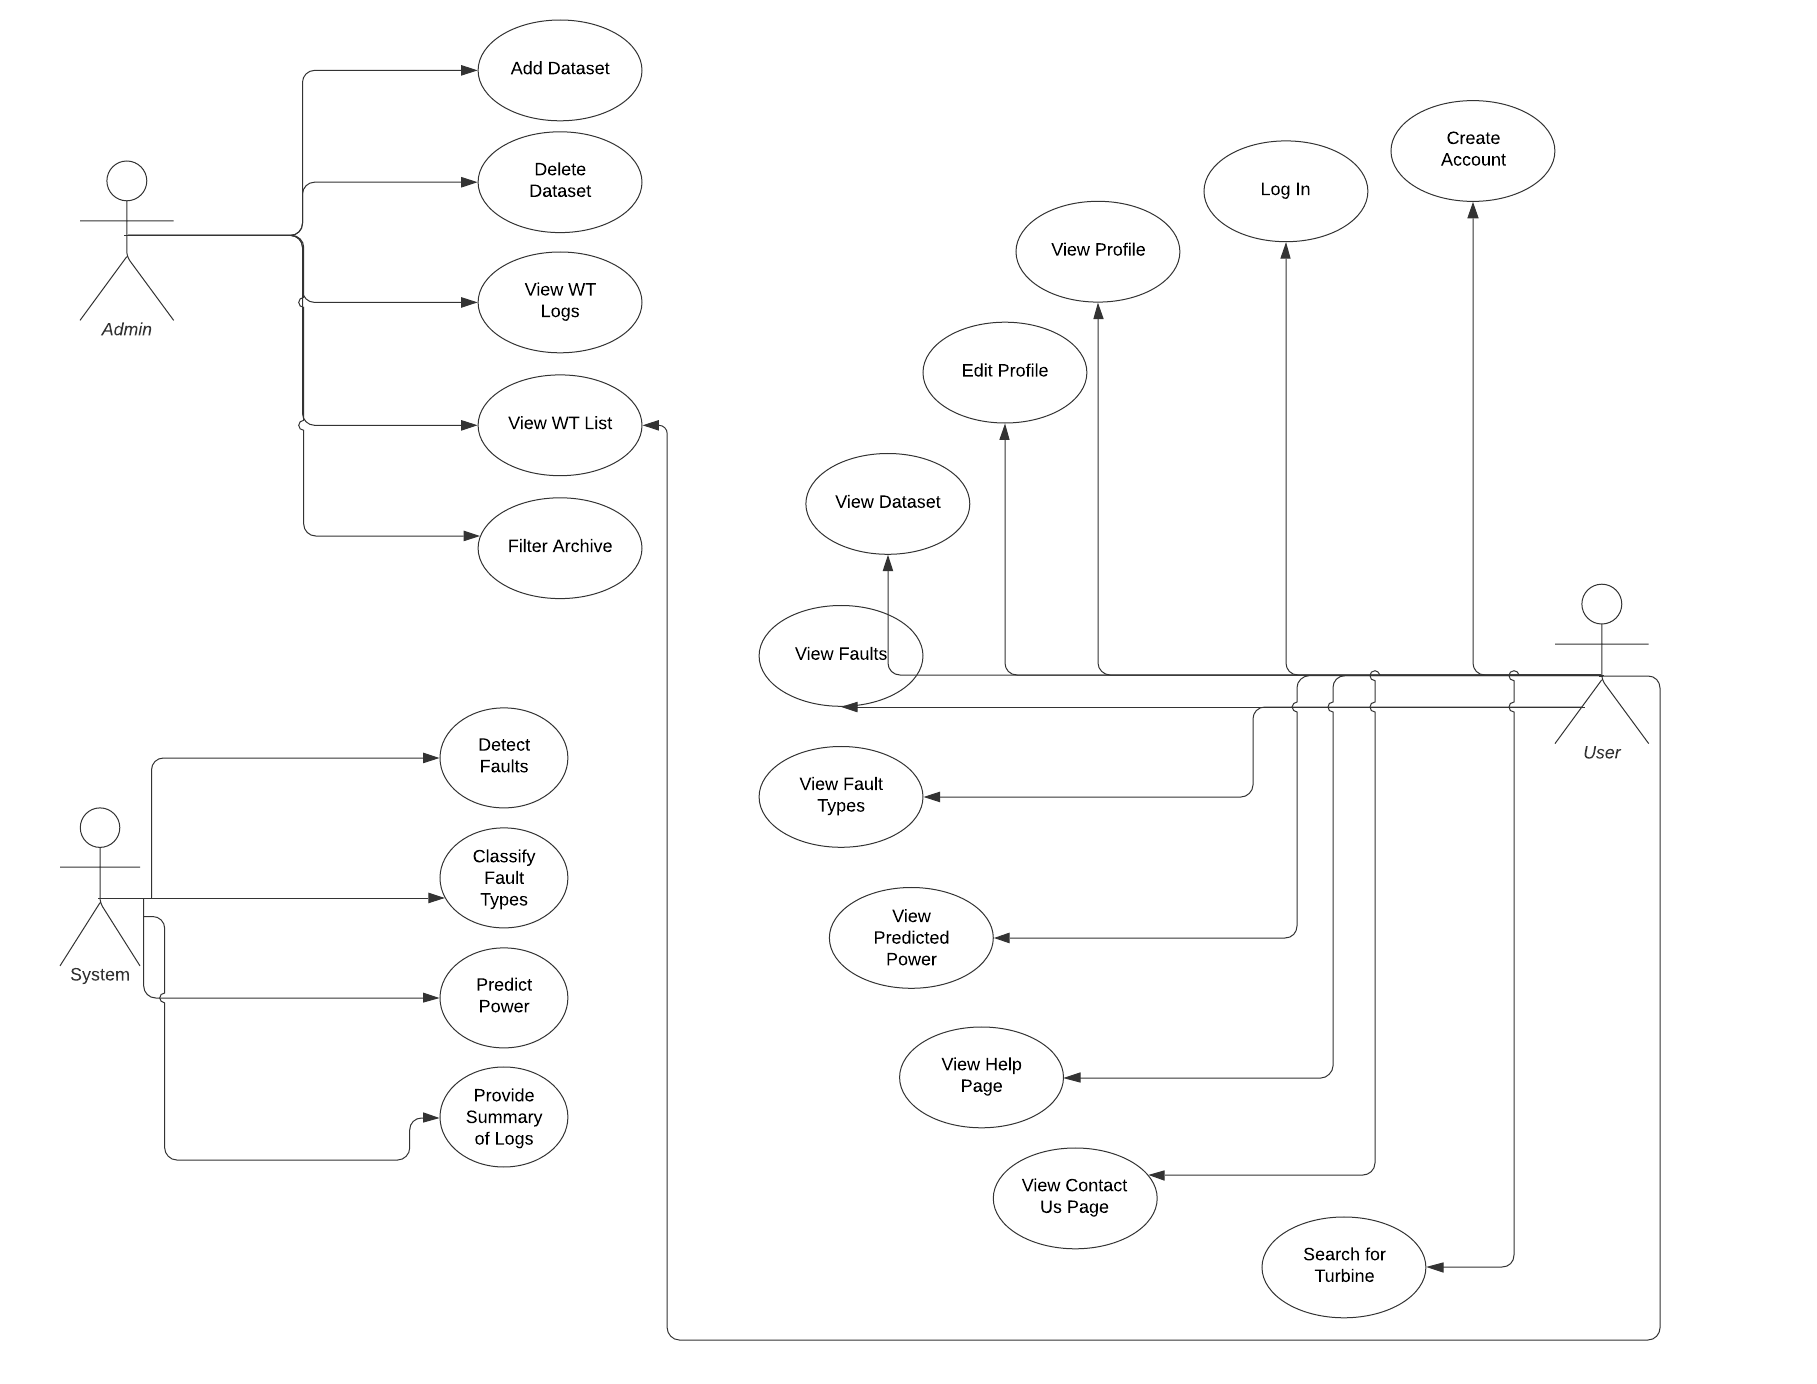 Add Dataset
Delete
Dataset
Admin
View WT
Logs
View WT List
Filter Archive
Create
Account
Log In
View Profile
Edit Profile
View Dataset
View Faults
User
View Fault
Types
View
Predicted
Power
View Help
Page
View Contact
Us Page
Search for
Turbine
Detect
Faults
Classify
Fault
Types
System
Predict
Power
Provide
Summary
of Logs